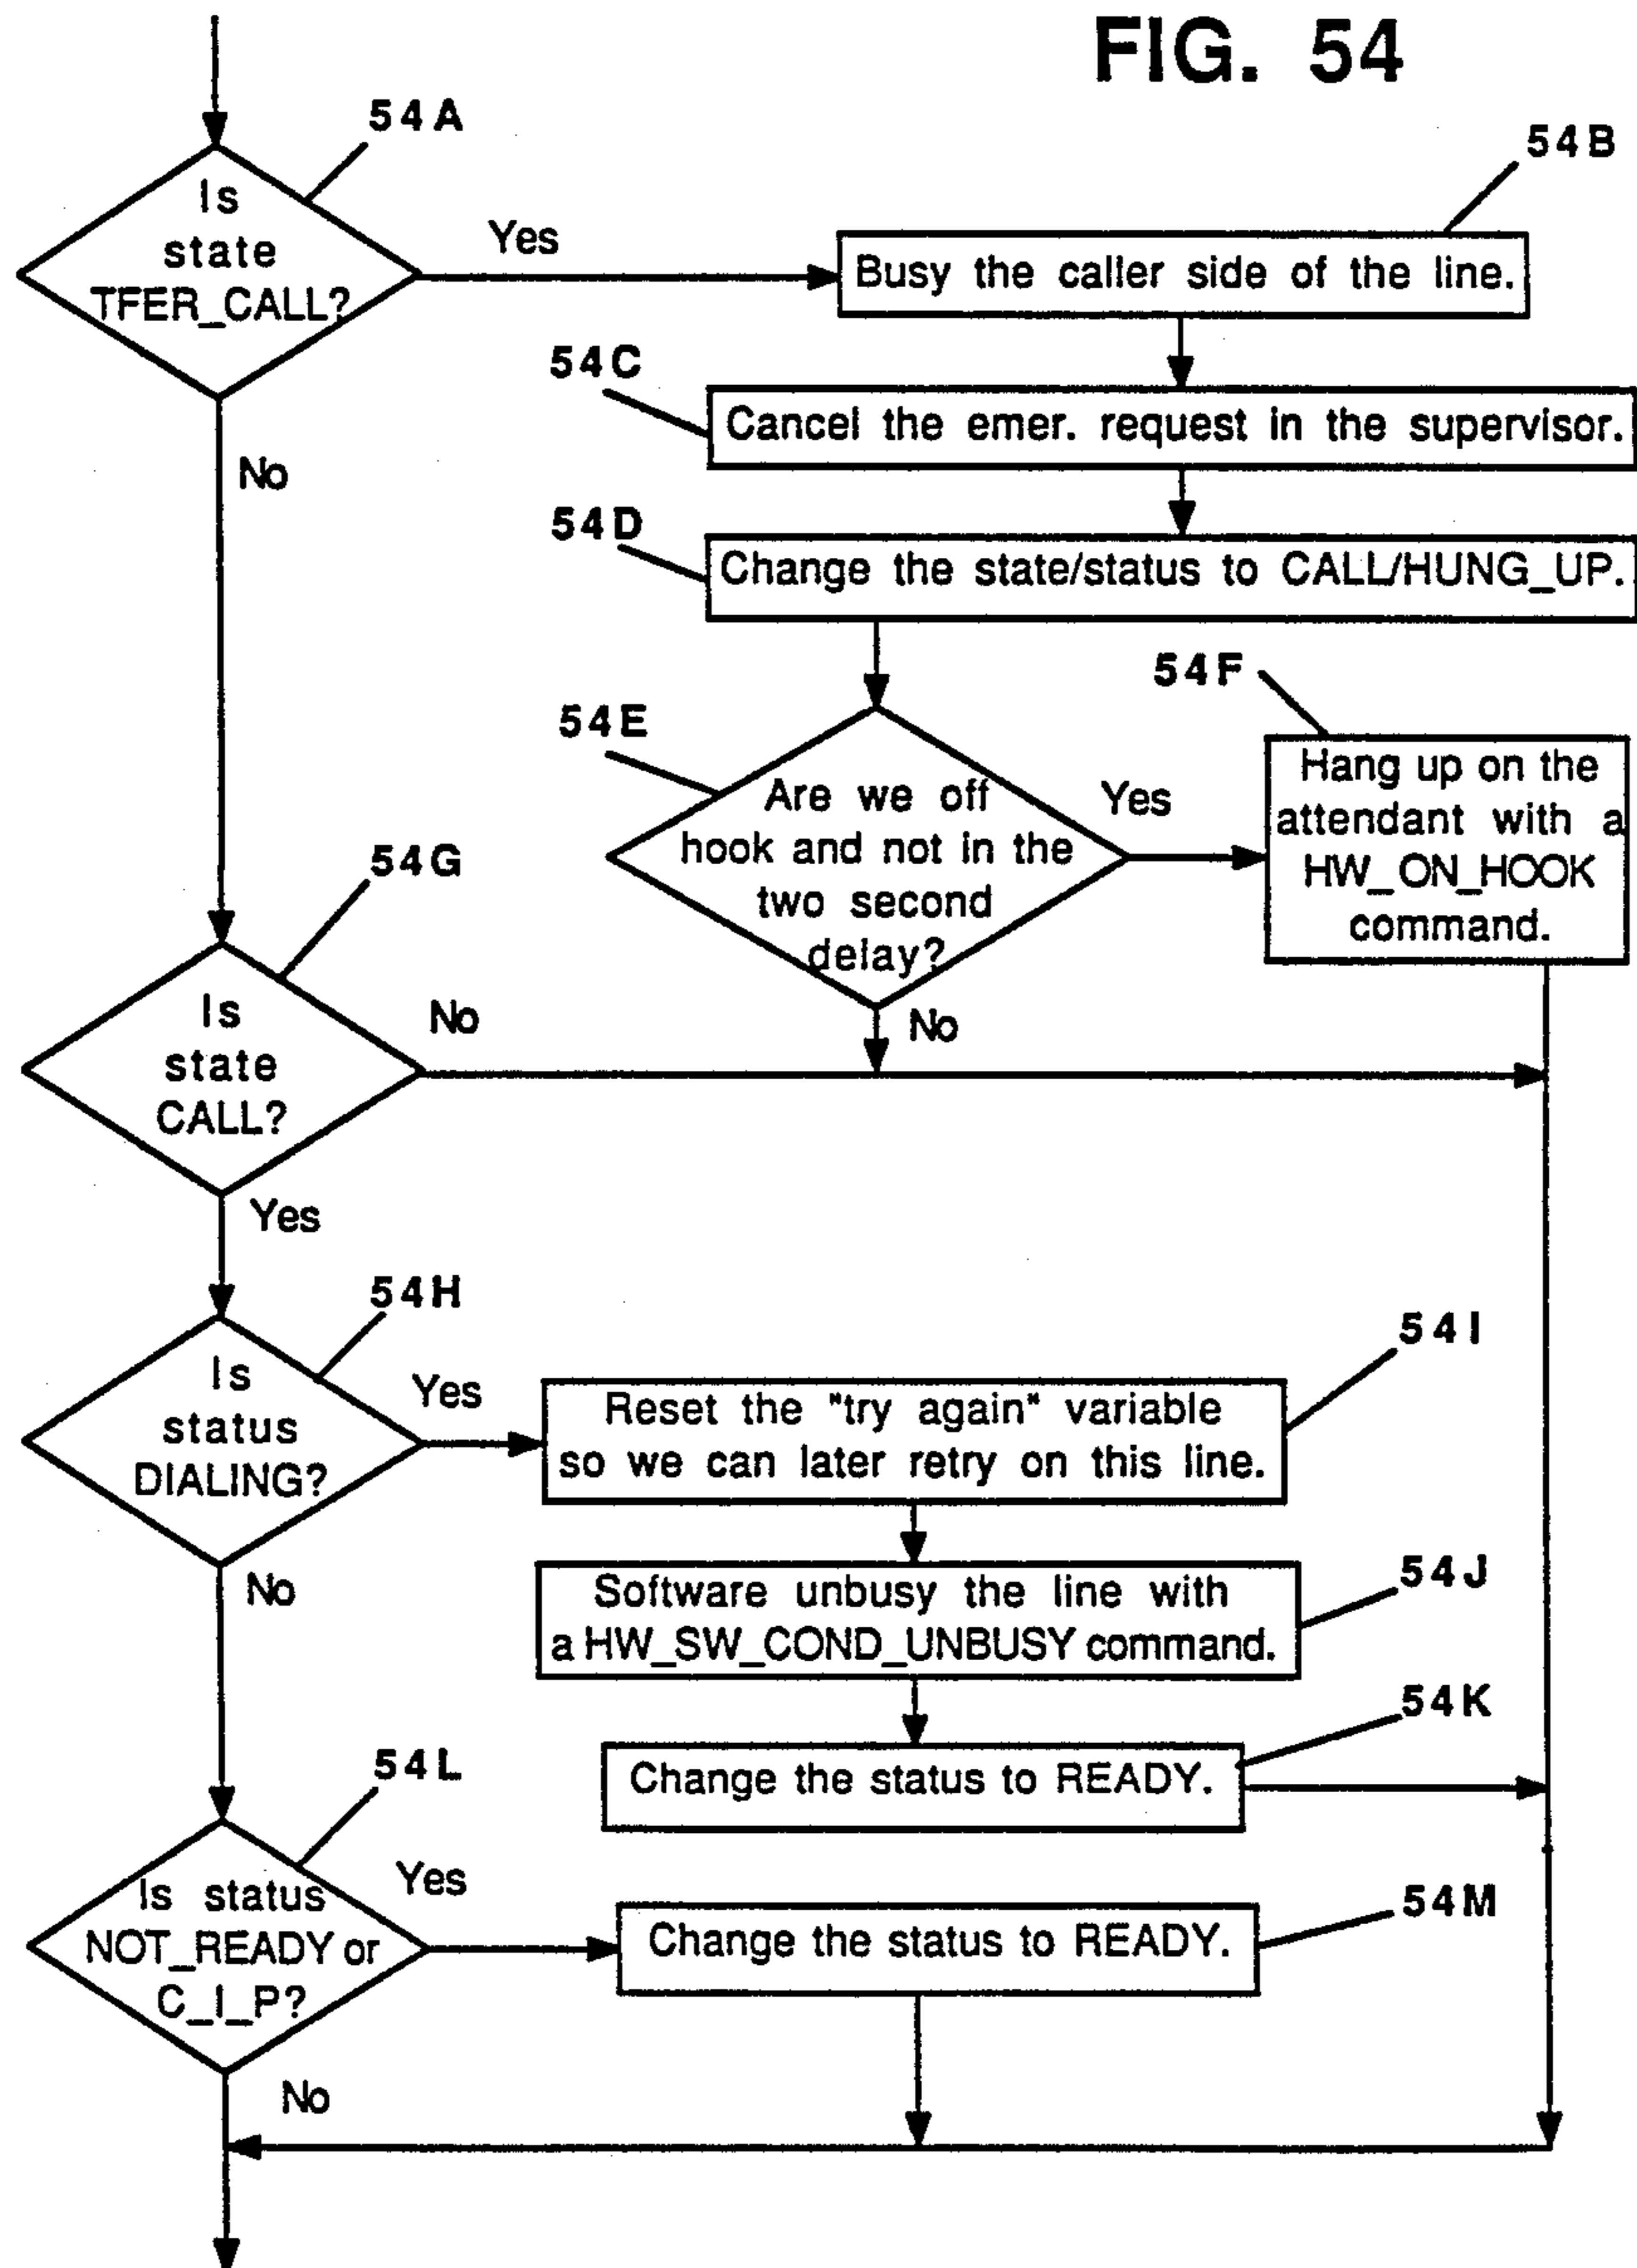 FIG. 54
54A
Is
state
TFER_CALL?
Yes
No
54B
Busy the caller side of the line.
54C
Cancel the emer. request in the supervisor.
54D
Change the state/status to CALL/HUNG_UP.
54E
Are we off
hook and not in the
two second
delay?
Yes
No
54F
Hang up on the
attendant with a
HW_ON_HOOK
command.
54G
Is
state
CALL?
No
Yes
54H
Is
status
DIALING?
Yes
No
54I
Reset the "try again" variable
so we can later retry on this line.
54J
Software unbusy the line with
a HW_SW_COND_UNBUSY command.
54K
Change the status to READY.
54L
Is status
NOT_READY or
C_I_P?
Yes
No
54M
Change the status to READY.